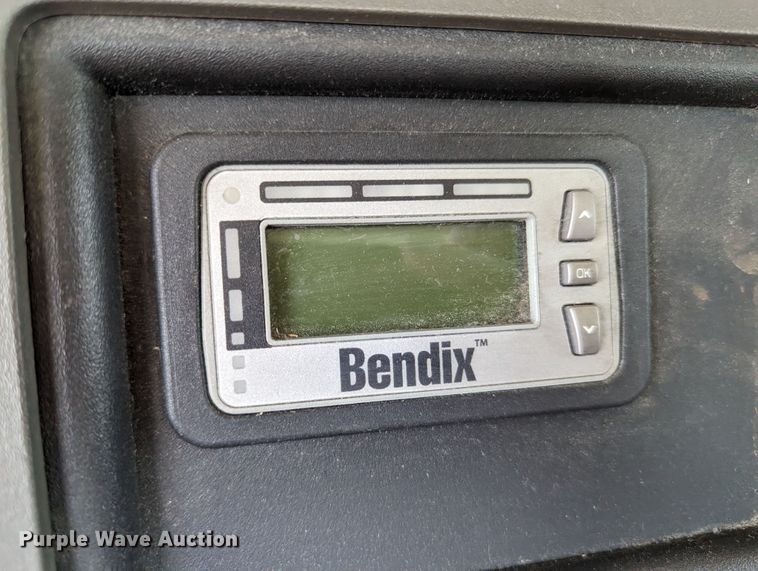 OK
Bendix™
Purple Wave Auction